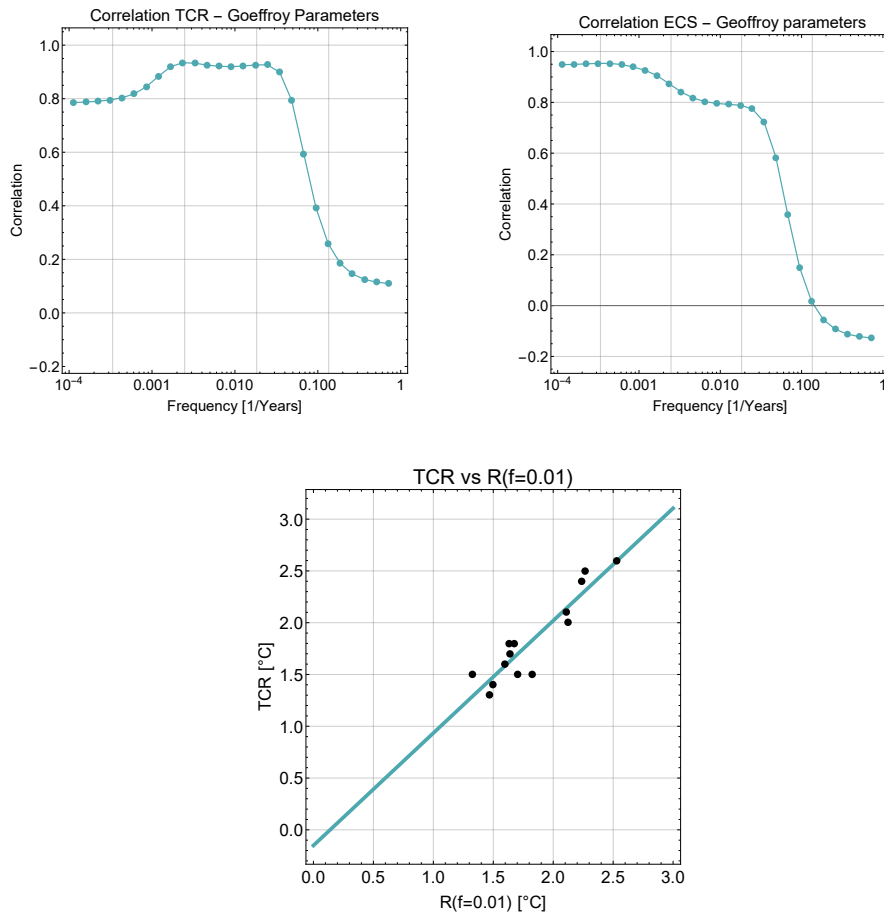 Correlation TCR – Goeffroy Parameters
1.0
0.8
0.6
0.4
0.2
0.0
−0.2
Correlation
10⁻⁴ 0.001 0.010 0.100 1
Frequency [1/Years]
Correlation ECS – Geoffroy parameters
1.0
0.8
0.6
0.4
0.2
0.0
−0.2
Correlation
10⁻⁴ 0.001 0.010 0.100 1
Frequency [1/Years]
TCR vs R(f=0.01)
3.0
2.5
2.0
1.5
1.0
0.5
0.0
TCR [°C]
0.0 0.5 1.0 1.5 2.0 2.5 3.0
R(f=0.01) [°C]